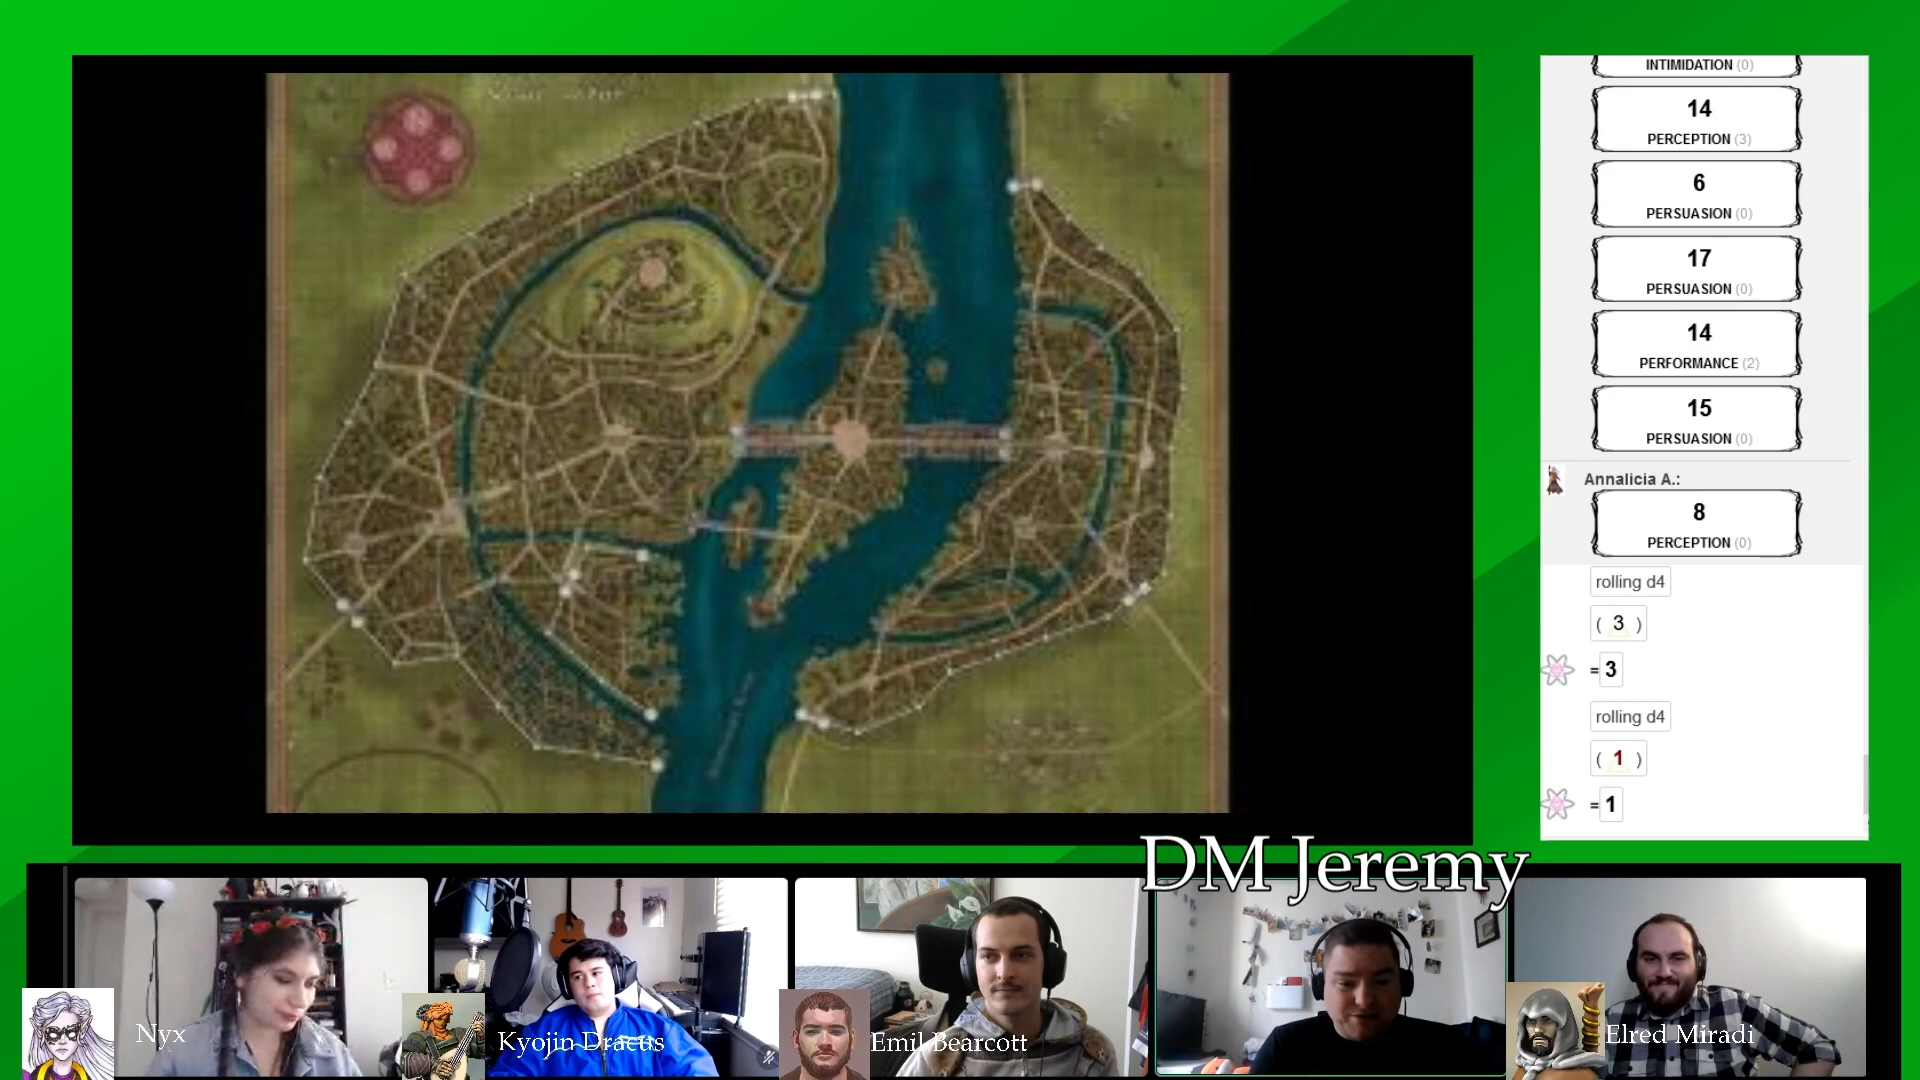 INTIMIDATION (0)
14
PERCEPTION (3)
6
PERSUASION (0)
17
PERSUASION (0)
14
PERFORMANCE (2)
15
PERSUASION (0)
Annalicia A.:
8
PERCEPTION (0)
rolling d4
( 3 )
=3
rolling d4
( 1 )
=1
DM Jeremy
Nyx
Kyojin Dracus
Emil Bearcott
Elred Miradi